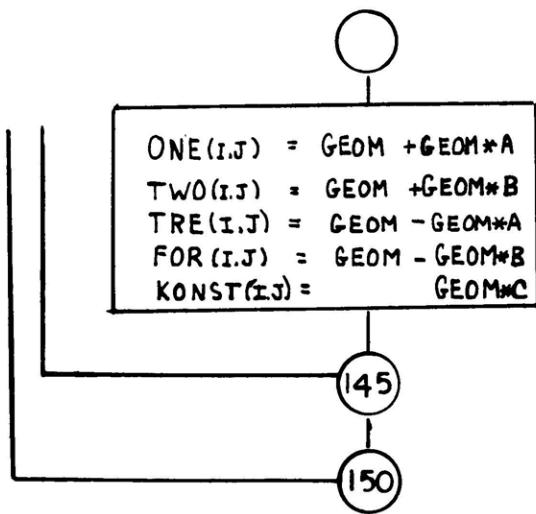 ONE(I.J) = GEOM +GEOM*A
TWO(I.J) = GEOM +GEOM*B
TRE(I.J) = GEOM - GEOM*A
FOR(I.J) = GEOM - GEOM*B
KONST(I.J) = GEOM*C
145
150